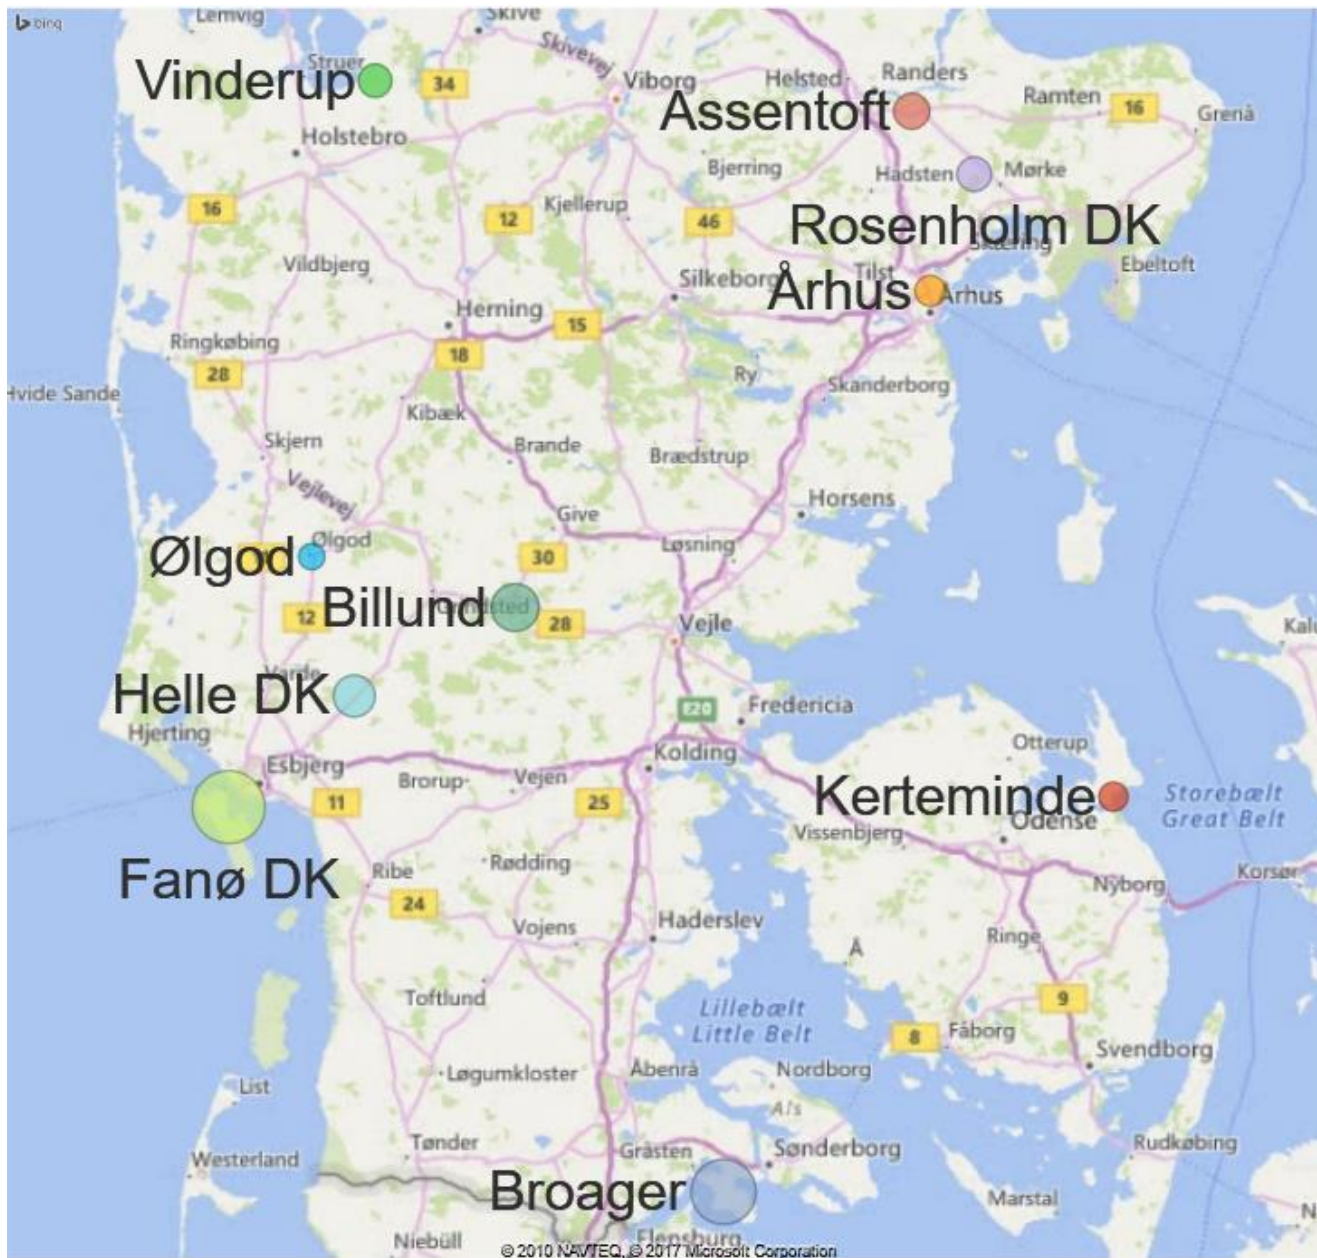 bing
Lemvig
Skive
Struer
Vinderup
34
Skivevej
Viborg
Helsted
Randers
Assentoft
Ramten
16
Grenå
Holstebro
Bjerring
Hadsten
Mørke
16
12
Kjellerup
46
Rosenholm DK
Skæring
Vildbjerg
Silkeborg
Tilst
Ebeltoft
Århus
Århus
Herning
15
Ringkøbing
18
28
Ry
Skanderborg
Hvide Sande
Kibæk
Skjern
Brande
Brædstrup
Vejlevej
Horsens
Give
Ølgod
Løsning
Ølgod
30
Billund
12
28
Vejle
Kalu
Varde
Helle DK
E20
Fredericia
Hjerting
Otterup
Esbjerg
Kolding
Brorup
Vejen
Kerteminde
11
25
Storebælt
Great Belt
Odense
Vissenbjerg
Fanø DK
Ribe
Rødding
Korsør
Nyborg
24
Vojens
Haderslev
Ringe
Å
Toftlund
9
Lillebælt
Little Belt
8
Fåborg
Svendborg
Løgumkloster
Åbenrå
Nordborg
List
Als
Tønder
Gråsten
Sønderborg
Rudkøbing
Westerland
Broager
Marstal
N
Niebüll
Flensburg
© 2010 NAVTEQ, © 2017 Microsoft Corporation